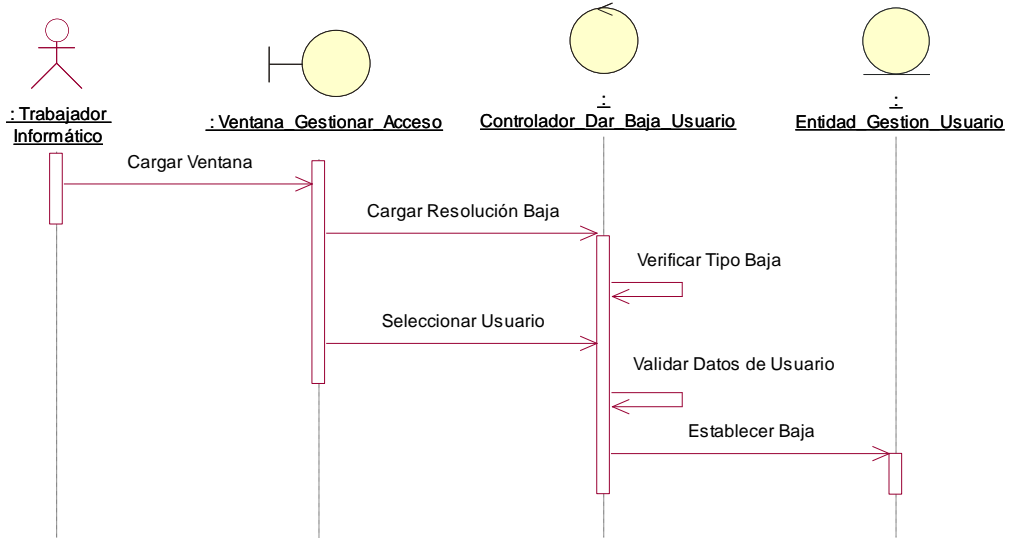 : Trabajador
Informático
: Ventana_Gestionar_Acceso
:
Controlador_Dar_Baja_Usuario
:
Entidad_Gestion_Usuario
Cargar Ventana
Cargar Resolución Baja
Verificar Tipo Baja
Seleccionar Usuario
Validar Datos de Usuario
Establecer Baja